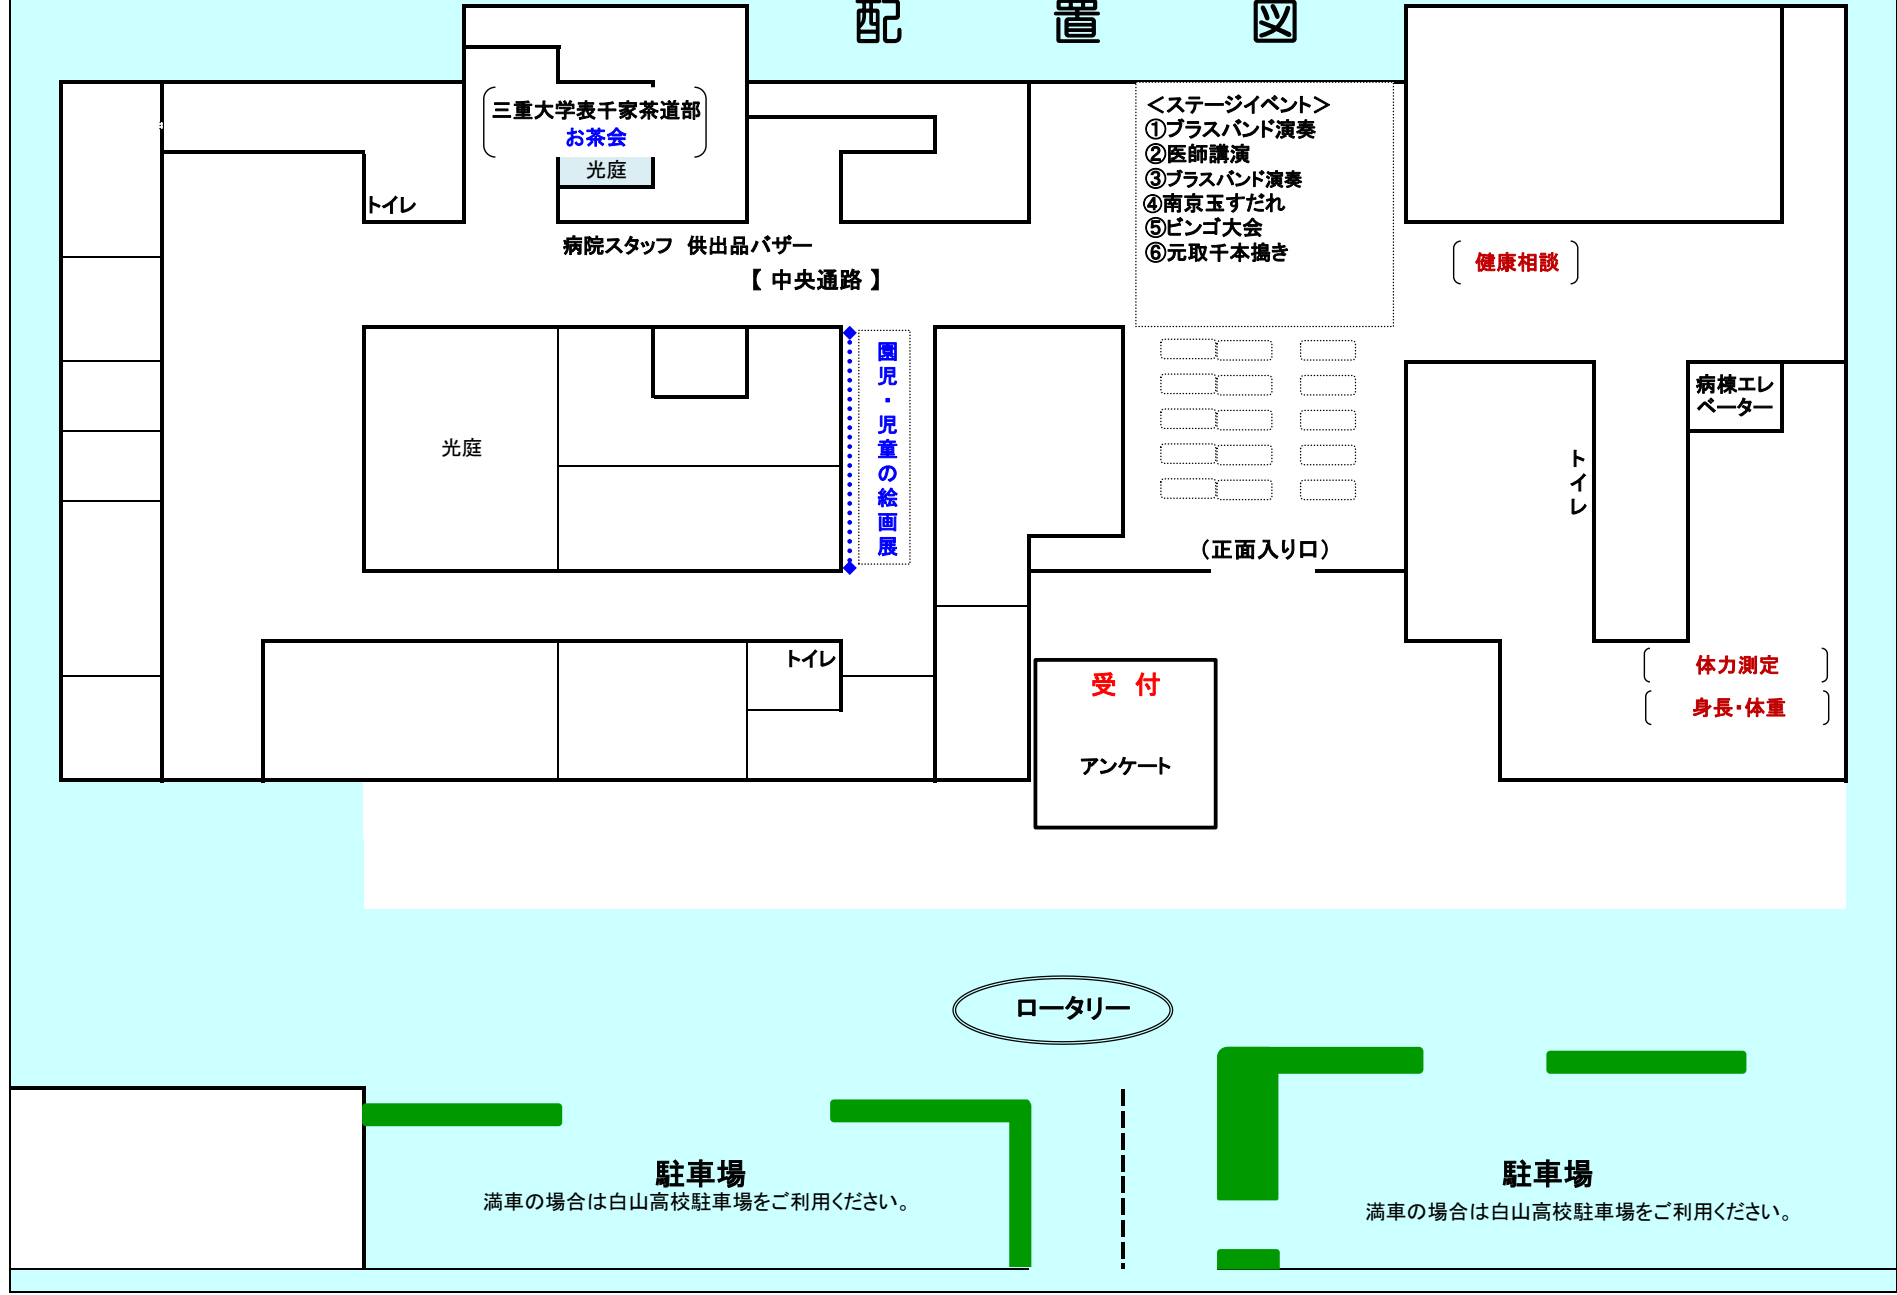 配 置 図
三重大学表千家茶道部
お茶会
光庭
トイレ
病院スタッフ 供出品バザー
【 中央通路 】
＜ステージイベント＞
①ブラスバンド演奏
②医師講演
③ブラスバンド演奏
④南京玉すだれ
⑤ビンゴ大会
⑥元取千本搗き
健康相談
光庭
園児・児童の絵画展
病棟エレ
ベーター
トイレ
（正面入り口）
トイレ
受 付
アンケート
体力測定
身長・体重
ロータリー
駐車場
満車の場合は白山高校駐車場をご利用ください。
駐車場
満車の場合は白山高校駐車場をご利用ください。